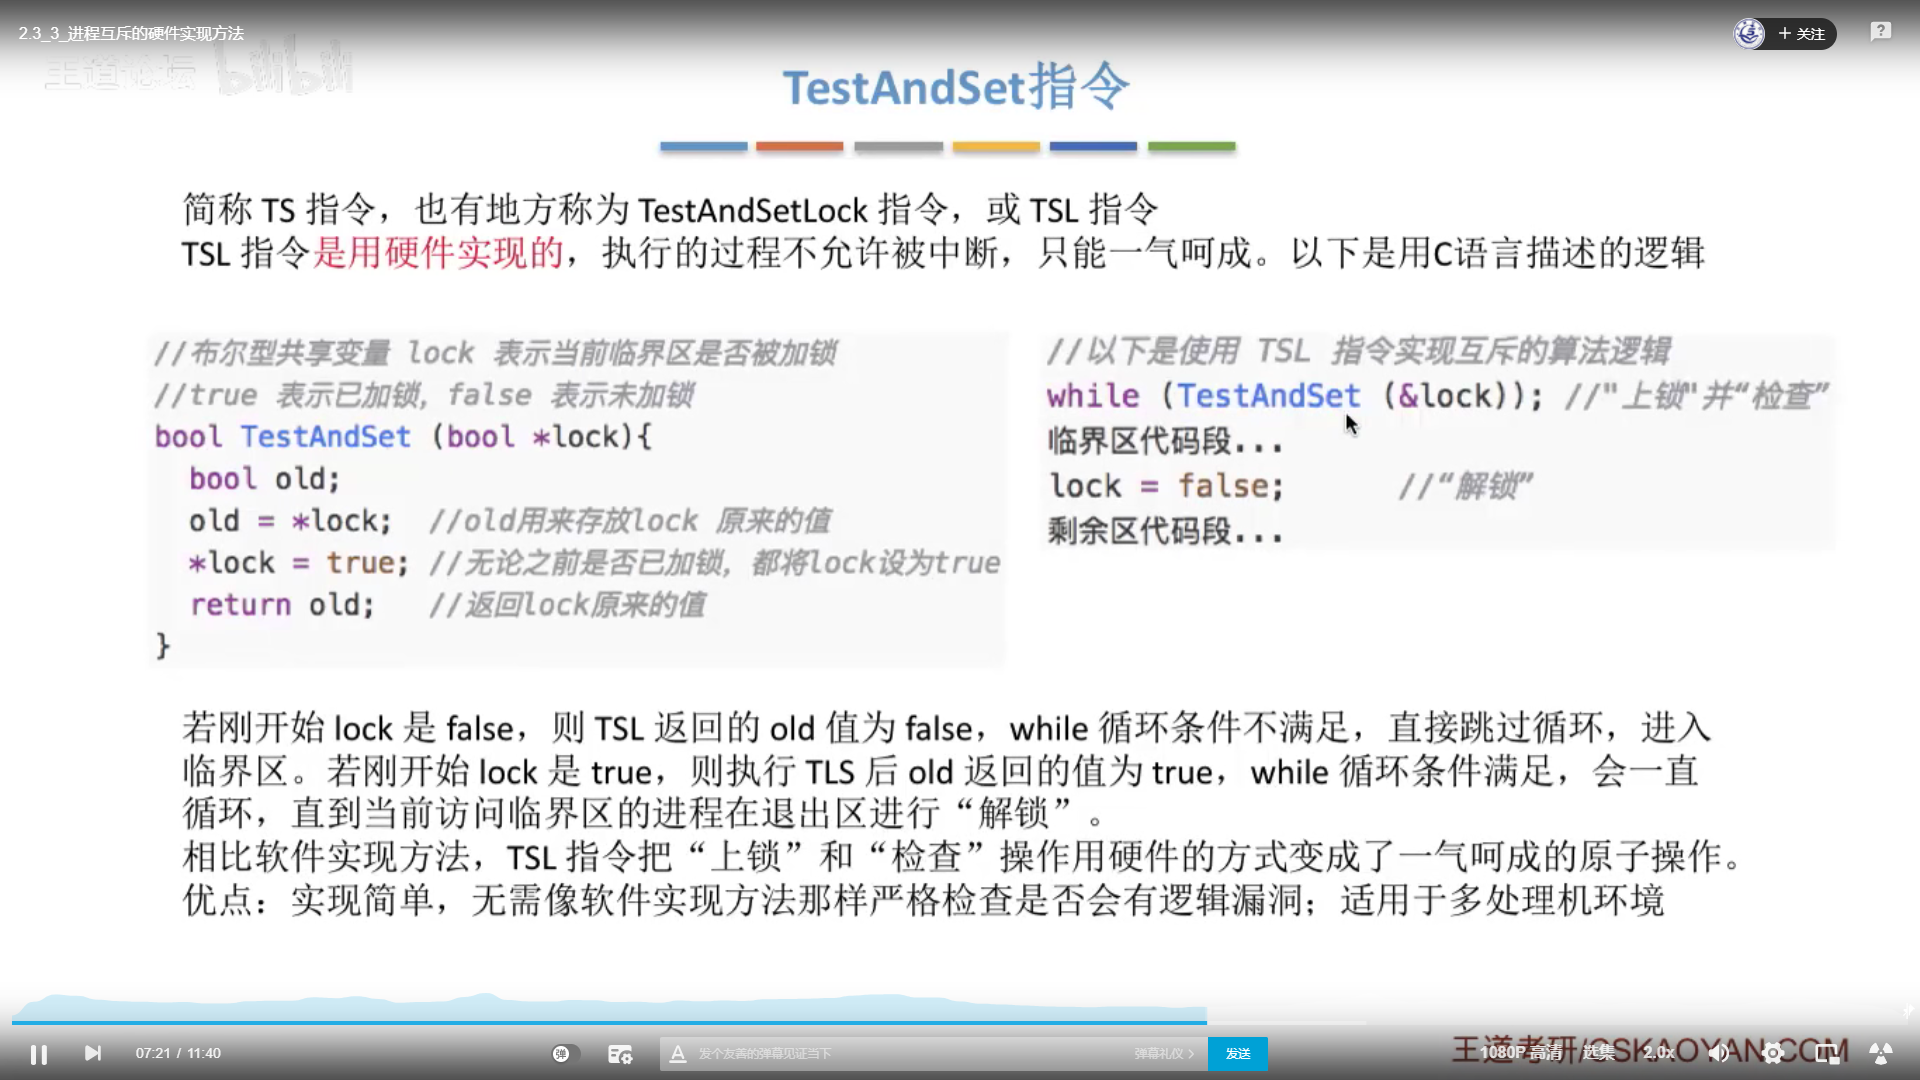 2.3_3_进程互斥的硬件实现方法
+ 关注
王道论坛 bilibili
TestAndSet指令
简称 TS 指令，也有地方称为 TestAndSetLock 指令，或 TSL 指令
TSL 指令是用硬件实现的，执行的过程不允许被中断，只能一气呵成。以下是用C语言描述的逻辑
//布尔型共享变量 lock 表示当前临界区是否被加锁
//true 表示已加锁，false 表示未加锁
bool TestAndSet (bool *lock){
bool old;
old = *lock; //old用来存放lock 原来的值
*lock = true; //无论之前是否已加锁，都将lock设为true
return old; //返回lock原来的值
}
//以下是使用 TSL 指令实现互斥的算法逻辑
while (TestAndSet (&lock)); //"上锁"并“检查”
临界区代码段...
lock = false; //“解锁”
剩余区代码段...
若刚开始 lock 是 false，则 TSL 返回的 old 值为 false，while 循环条件不满足，直接跳过循环，进入
临界区。若刚开始 lock 是 true，则执行 TLS 后 old 返回的值为 true，while 循环条件满足，会一直
循环，直到当前访问临界区的进程在退出区进行“解锁”。
相比软件实现方法，TSL 指令把“上锁”和“检查”操作用硬件的方式变成了一气呵成的原子操作。
优点：实现简单，无需像软件实现方法那样严格检查是否会有逻辑漏洞；适用于多处理机环境
07:21 / 11:40
弹
发个友善的弹幕见证当下
弹幕礼仪 >
发送
王道考研/CSKAOYAN.COM
1080P 高清
选集
2.0x